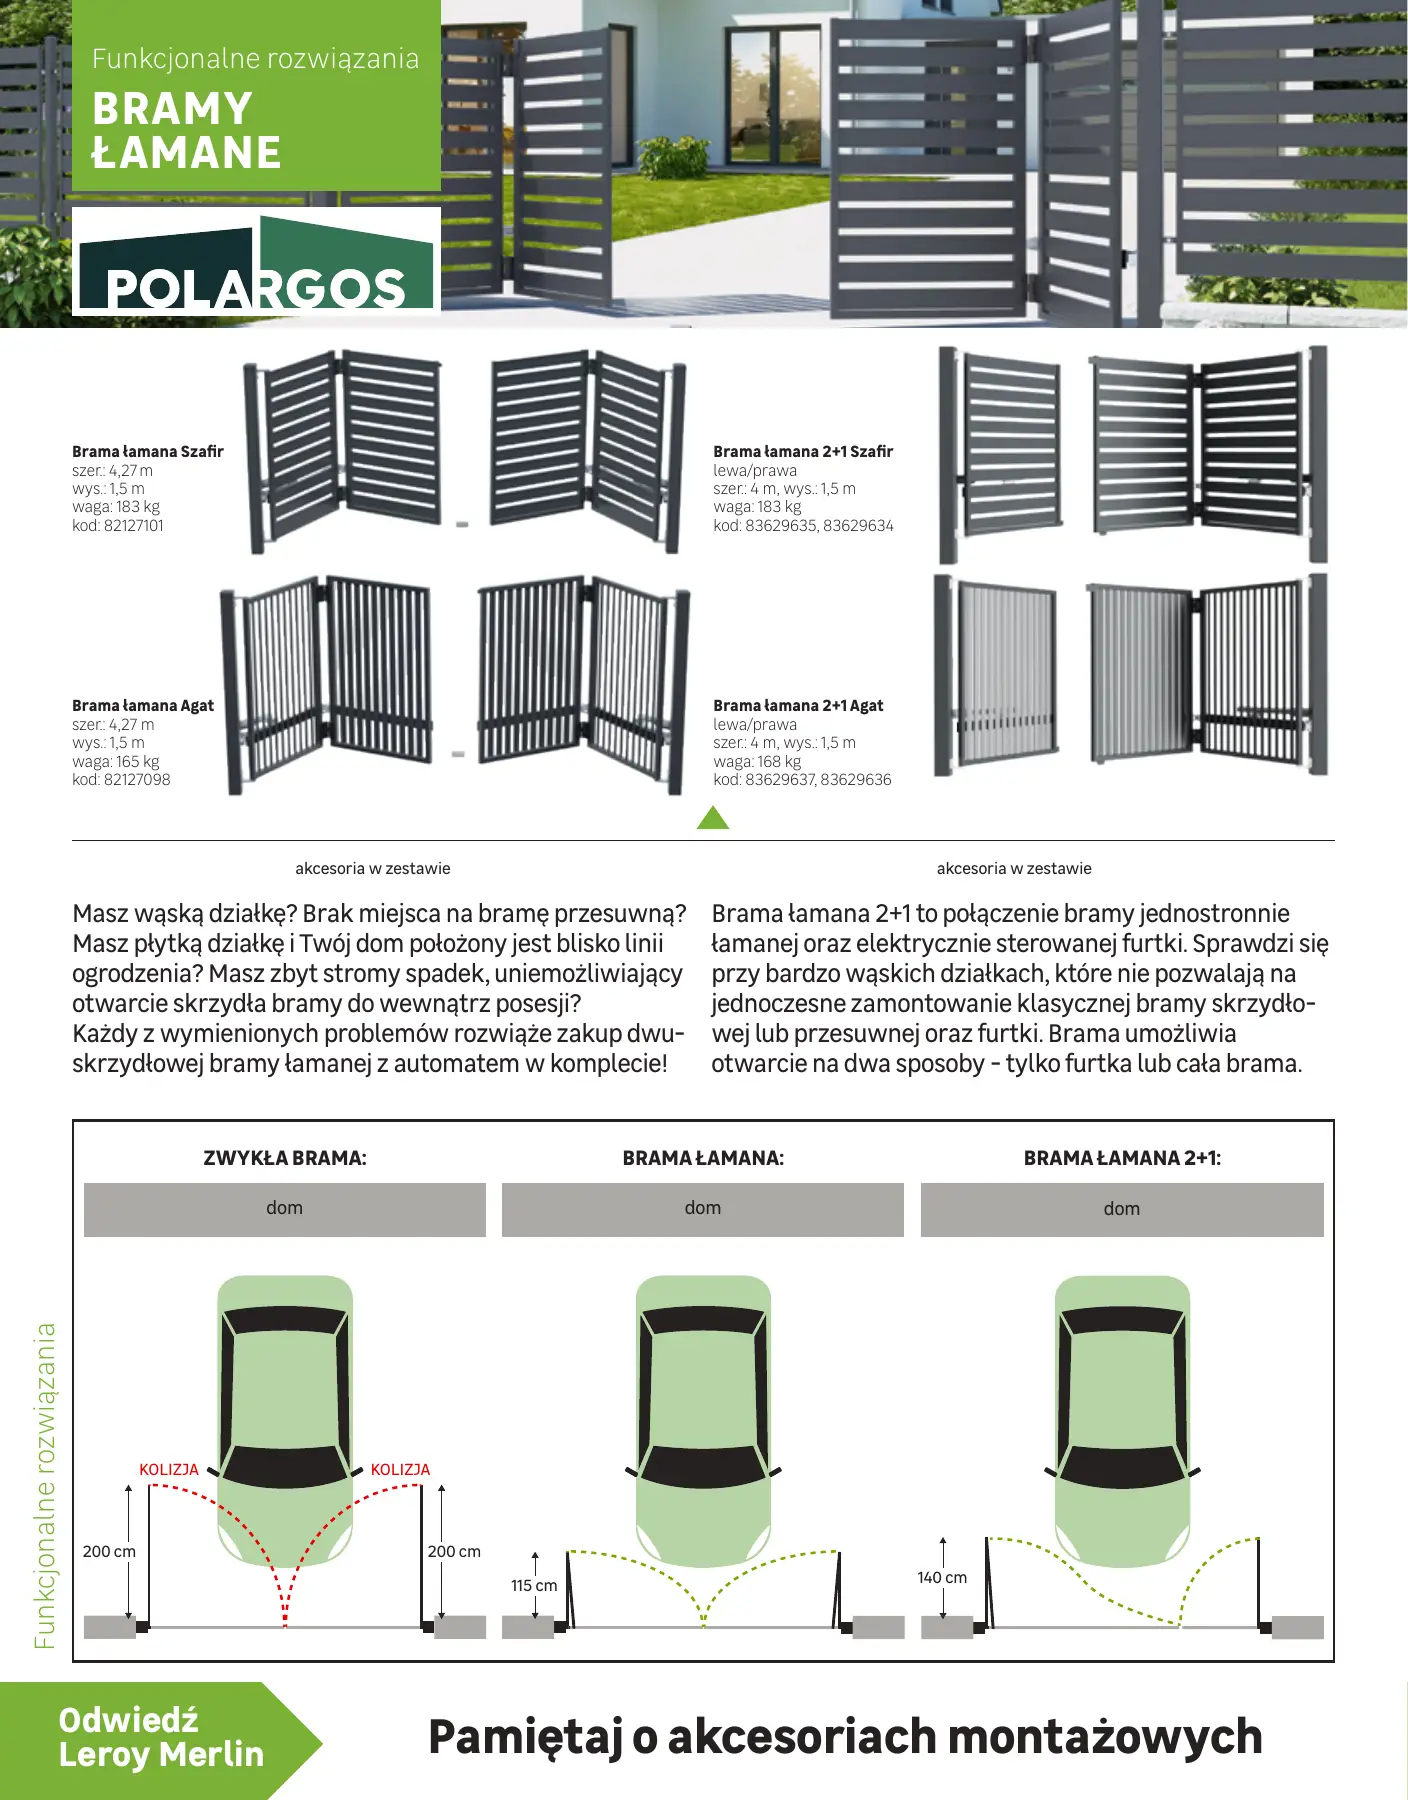 Funkcjonalne rozwiązania
BRAMY
ŁAMANE
POLARGOS
Brama łamana Szafir
szer.: 4,27 m
wys.: 1,5 m
waga: 183 kg
kod: 82127101
Brama łamana 2+1 Szafir
lewa/prawa
szer.: 4 m, wys.: 1,5 m
waga: 183 kg
kod: 83629635, 83629634
Brama łamana Agat
szer.: 4,27 m
wys.: 1,5 m
waga: 165 kg
kod: 82127098
Brama łamana 2+1 Agat
lewa/prawa
szer.: 4 m, wys.: 1,5 m
waga: 168 kg
kod: 83629637, 83629636
akcesoria w zestawie
akcesoria w zestawie
Masz wąską działkę? Brak miejsca na bramę przesuwną?
Masz płytką działkę i Twój dom położony jest blisko linii
ogrodzenia? Masz zbyt stromy spadek, uniemożliwiający
otwarcie skrzydła bramy do wewnątrz posesji?
Każdy z wymienionych problemów rozwiąże zakup dwu-
skrzydłowej bramy łamanej z automatem w komplecie!
Brama łamana 2+1 to połączenie bramy jednostronnie
łamanej oraz elektrycznie sterowanej furtki. Sprawdzi się
przy bardzo wąskich działkach, które nie pozwalają na
jednoczesne zamontowanie klasycznej bramy skrzydło-
wej lub przesuwnej oraz furtki. Brama umożliwia
otwarcie na dwa sposoby - tylko furtka lub cała brama.
ZWYKŁA BRAMA:
dom
KOLIZJA
KOLIZJA
200 cm
200 cm
BRAMA ŁAMANA:
dom
115 cm
BRAMA ŁAMANA 2+1:
dom
140 cm
Funkcjonalne rozwiązania
Odwiedź
Leroy Merlin
Pamiętaj o akcesoriach montażowych